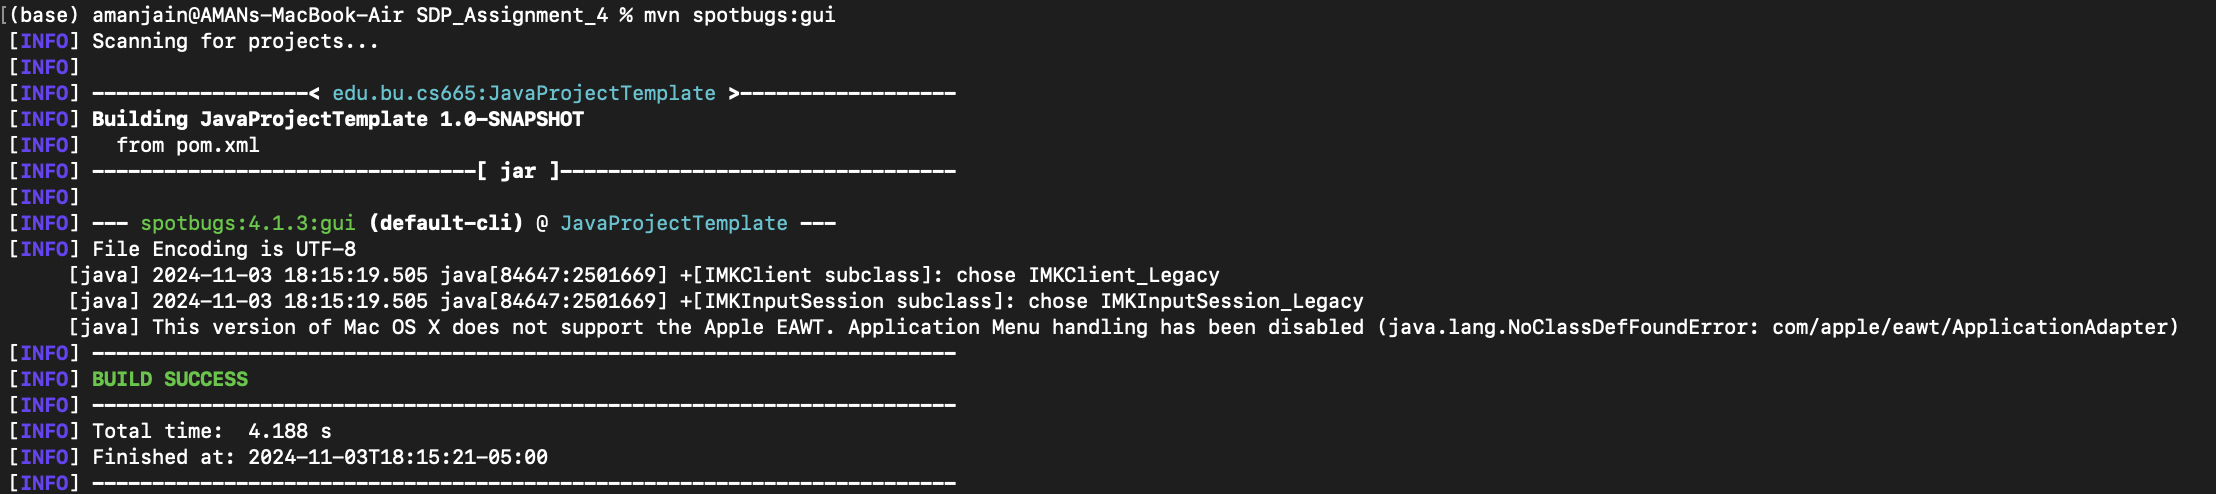 [(base) amanjain@AMANs-MacBook-Air SDP_Assignment_4 % mvn spotbugs:gui
[INFO] Scanning for projects...
[INFO]
[INFO] ------------------< edu.bu.cs665:JavaProjectTemplate >------------------
[INFO] Building JavaProjectTemplate 1.0-SNAPSHOT
[INFO]   from pom.xml
[INFO] --------------------------------[ jar ]---------------------------------
[INFO]
[INFO] --- spotbugs:4.1.3:gui (default-cli) @ JavaProjectTemplate ---
[INFO] File Encoding is UTF-8
     [java] 2024-11-03 18:15:19.505 java[84647:2501669] +[IMKClient subclass]: chose IMKClient_Legacy
     [java] 2024-11-03 18:15:19.505 java[84647:2501669] +[IMKInputSession subclass]: chose IMKInputSession_Legacy
     [java] This version of Mac OS X does not support the Apple EAWT. Application Menu handling has been disabled (java.lang.NoClassDefFoundError: com/apple/eawt/ApplicationAdapter)
[INFO] ------------------------------------------------------------------------
[INFO] BUILD SUCCESS
[INFO] ------------------------------------------------------------------------
[INFO] Total time:  4.188 s
[INFO] Finished at: 2024-11-03T18:15:21-05:00
[INFO] ------------------------------------------------------------------------